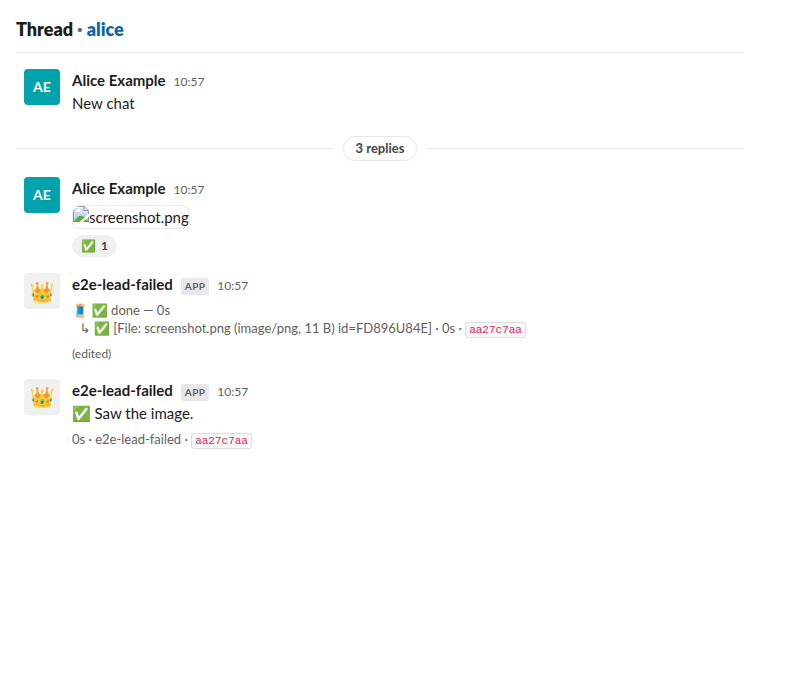 Thread · alice
AE
Alice Example 10:57
New chat
3 replies
AE
Alice Example 10:57
screenshot.png
✅ 1
e2e-lead-failed APP 10:57
🧵 ✅ done — 0s
↳ ✅ [File: screenshot.png (image/png, 11 B) id=FD896U84E] · 0s · aa27c7aa
(edited)
e2e-lead-failed APP 10:57
✅ Saw the image.
0s · e2e-lead-failed · aa27c7aa